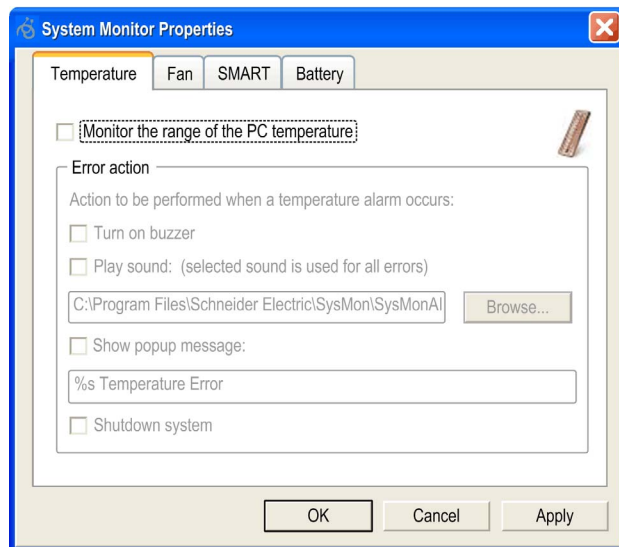 System Monitor Properties
Temperature Fan SMART Battery
Monitor the range of the PC temperature
Error action
Action to be performed when a temperature alarm occurs:
Turn on buzzer
Play sound: (selected sound is used for all errors)
C:\Program Files\Schneider Electric\SysMon\SysMonAl Browse...
Show popup message:
%s Temperature Error
Shutdown system
OK Cancel Apply